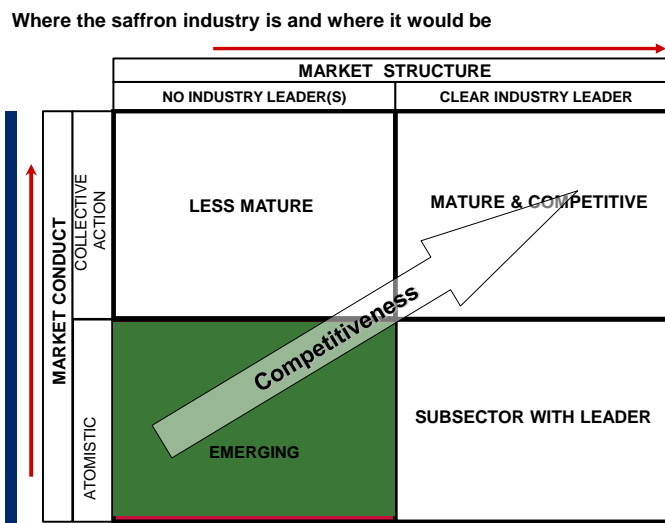 Where the saffron industry is and where it would be
MARKET STRUCTURE
NO INDUSTRY LEADER(S)
CLEAR INDUSTRY LEADER
MARKET CONDUCT
COLLECTIVE
ACTION
LESS MATURE
MATURE & COMPETITIVE
Competitiveness
ATOMISTIC
EMERGING
SUBSECTOR WITH LEADER